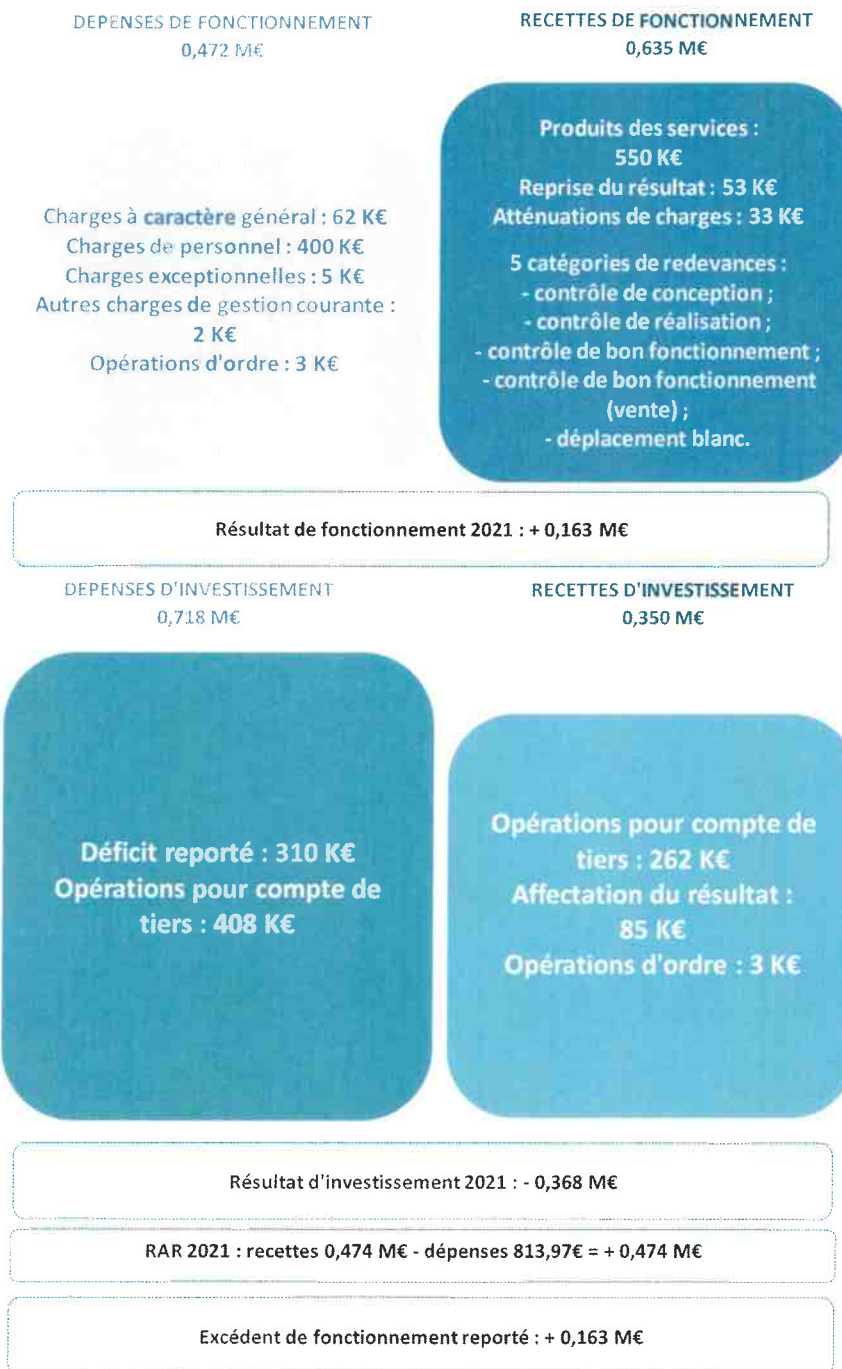 DEPENSES DE FONCTIONNEMENT
0,472 M€
Charges à caractère général : 62 K€
Charges de personnel : 400 K€
Charges exceptionnelles : 5 K€
Autres charges de gestion courante :
2 K€
Opérations d'ordre : 3 K€
RECETTES DE FONCTIONNEMENT
0,635 M€
Produits des services :
550 K€
Reprise du résultat : 53 K€
Atténuations de charges : 33 K€
5 catégories de redevances :
- contrôle de conception ;
- contrôle de réalisation ;
- contrôle de bon fonctionnement ;
- contrôle de bon fonctionnement
(vente) ;
- déplacement blanc.
Résultat de fonctionnement 2021 : + 0,163 M€
DEPENSES D'INVESTISSEMENT
0,718 M€
Déficit reporté : 310 K€
Opérations pour compte de
tiers : 408 K€
RECETTES D'INVESTISSEMENT
0,350 M€
Opérations pour compte de
tiers : 262 K€
Affectation du résultat :
85 K€
Opérations d'ordre : 3 K€
Résultat d'investissement 2021 : - 0,368 M€
RAR 2021 : recettes 0,474 M€ - dépenses 813,97€ = + 0,474 M€
Excédent de fonctionnement reporté : + 0,163 M€